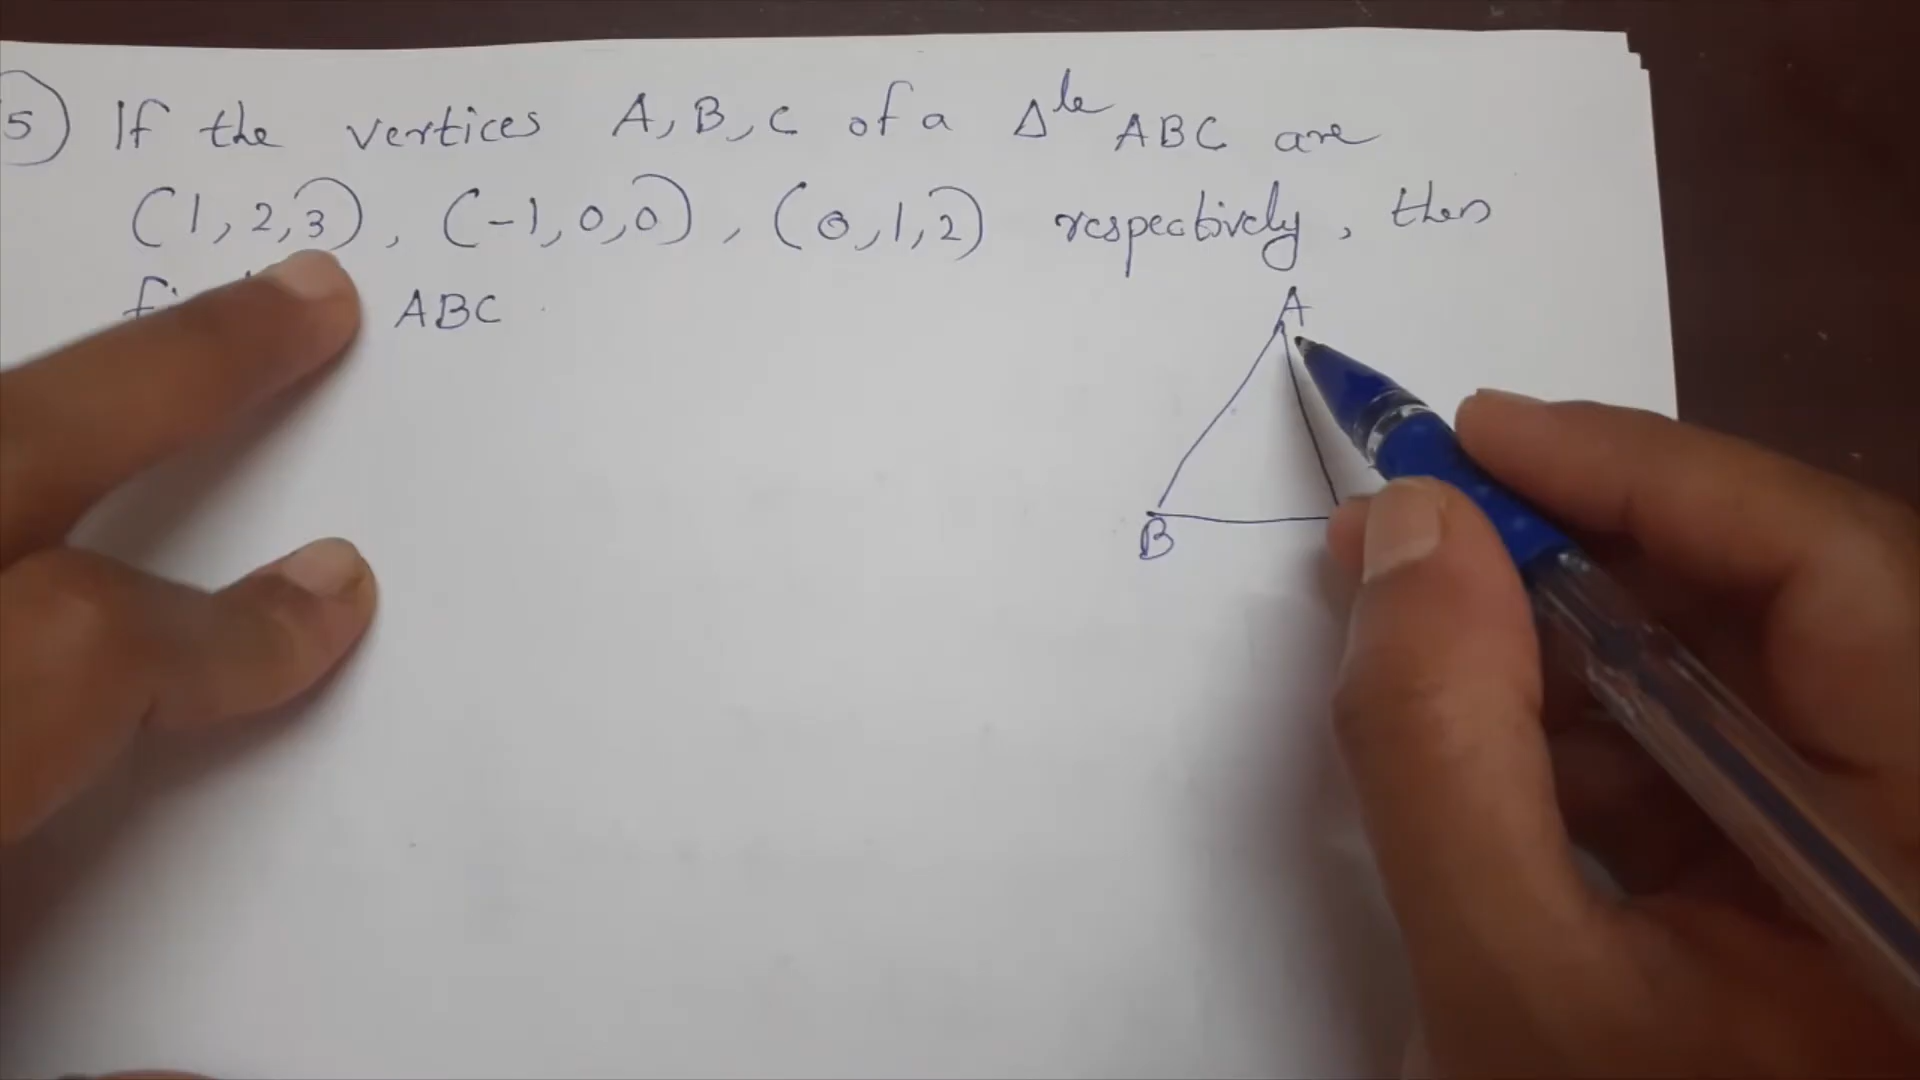 5) If the vertices A, B, C of a Δle ABC are
(1, 2, 3), (-1, 0, 0), (0, 1, 2) respectively, then
ABC
A
B